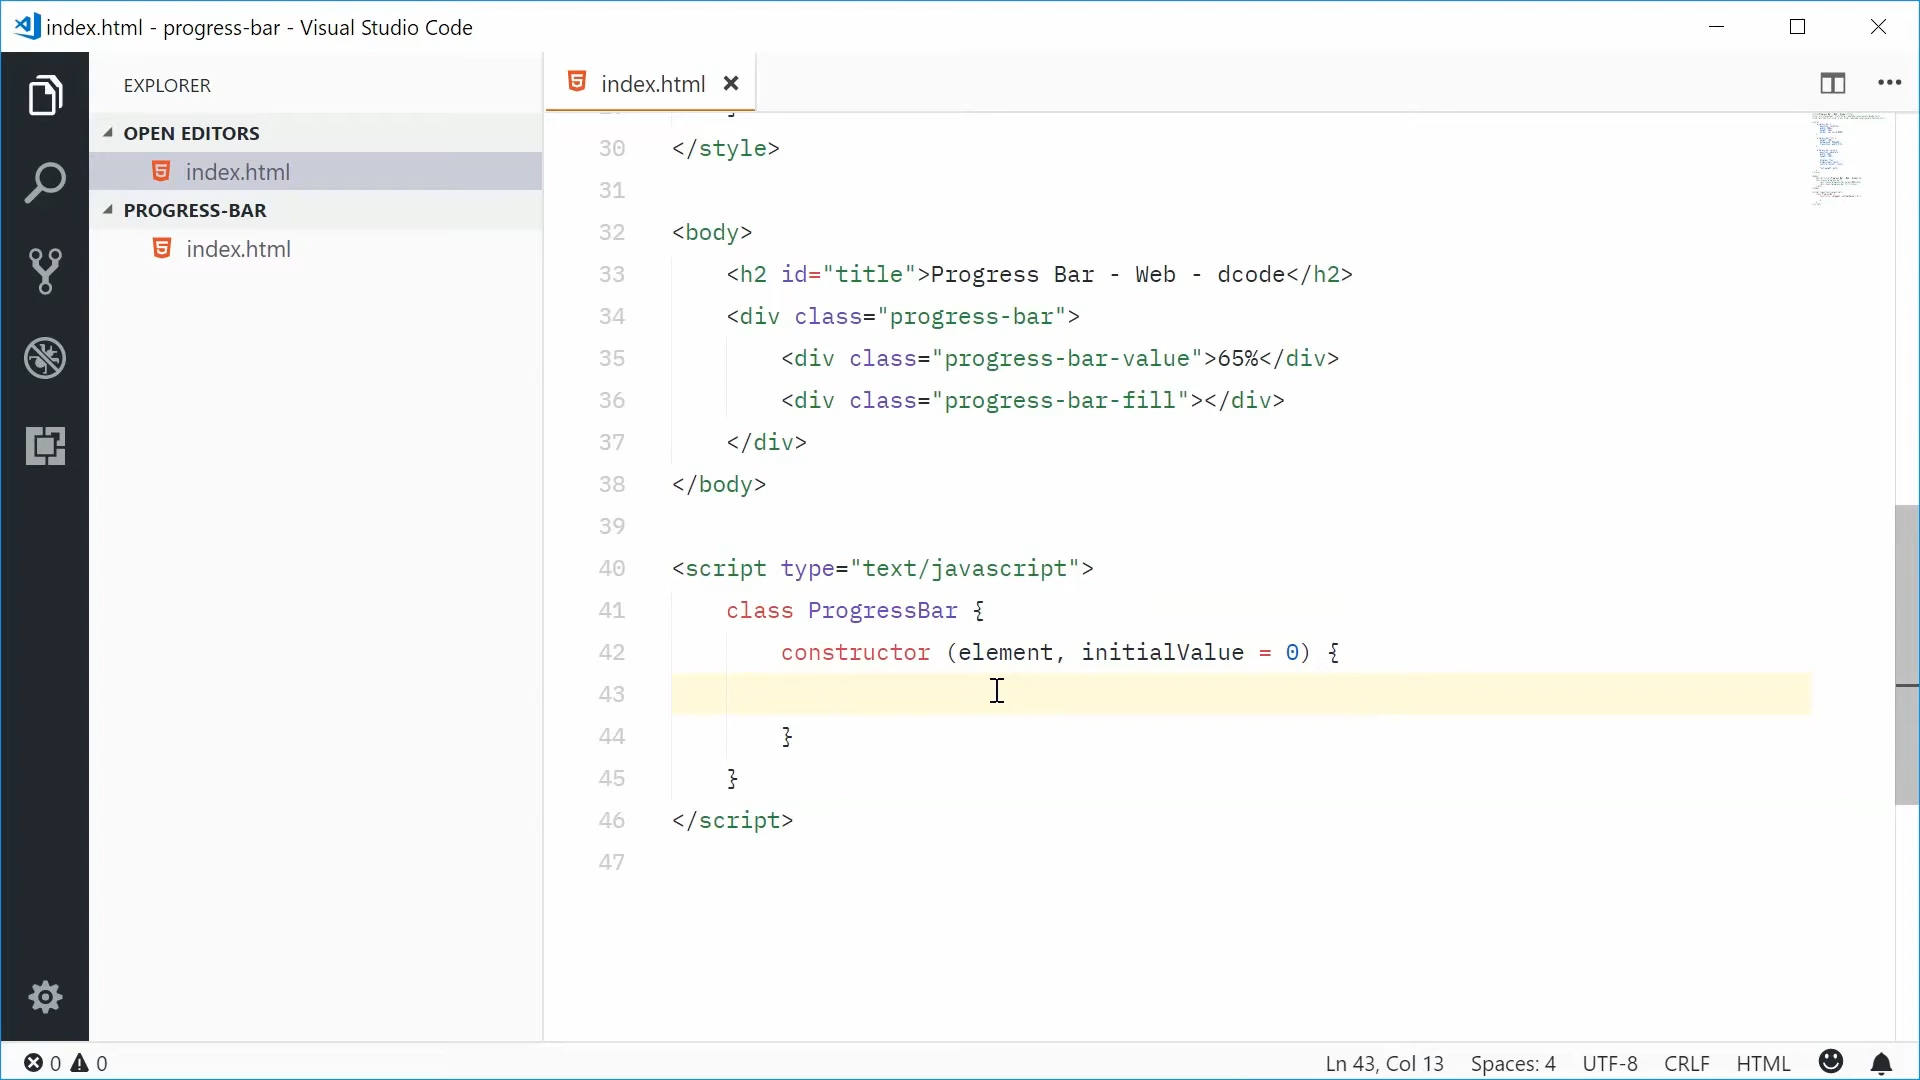 index.html - progress-bar - Visual Studio Code
EXPLORER
OPEN EDITORS
index.html
PROGRESS-BAR
index.html
index.html
30 </style>
31
32 <body>
33     <h2 id="title">Progress Bar - Web - dcode</h2>
34     <div class="progress-bar">
35         <div class="progress-bar-value">65%</div>
36         <div class="progress-bar-fill"></div>
37     </div>
38 </body>
39
40 <script type="text/javascript">
41     class ProgressBar {
42         constructor (element, initialValue = 0) {
43
44         }
45     }
46 </script>
47
0 0
Ln 43, Col 13 Spaces: 4 UTF-8 CRLF HTML